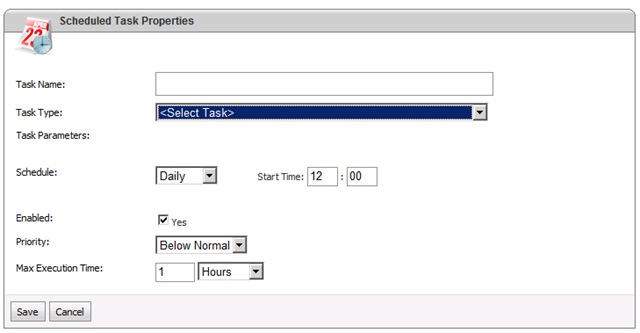 Scheduled Task Properties
23
Task Name:
Task Type: <Select Task>
Task Parameters:
Schedule: Daily Start Time: 12 : 00
Enabled: Yes
Priority: Below Normal
Max Execution Time: 1 Hours
Save Cancel